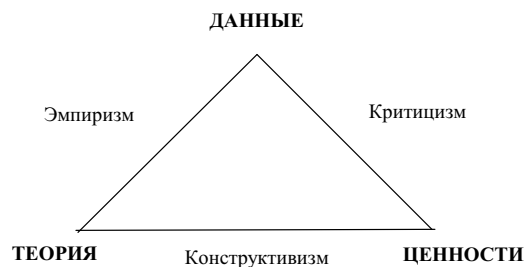 ДАННЫЕ
Эмпиризм
Критицизм
ТЕОРИЯ
Конструктивизм
ЦЕННОСТИ